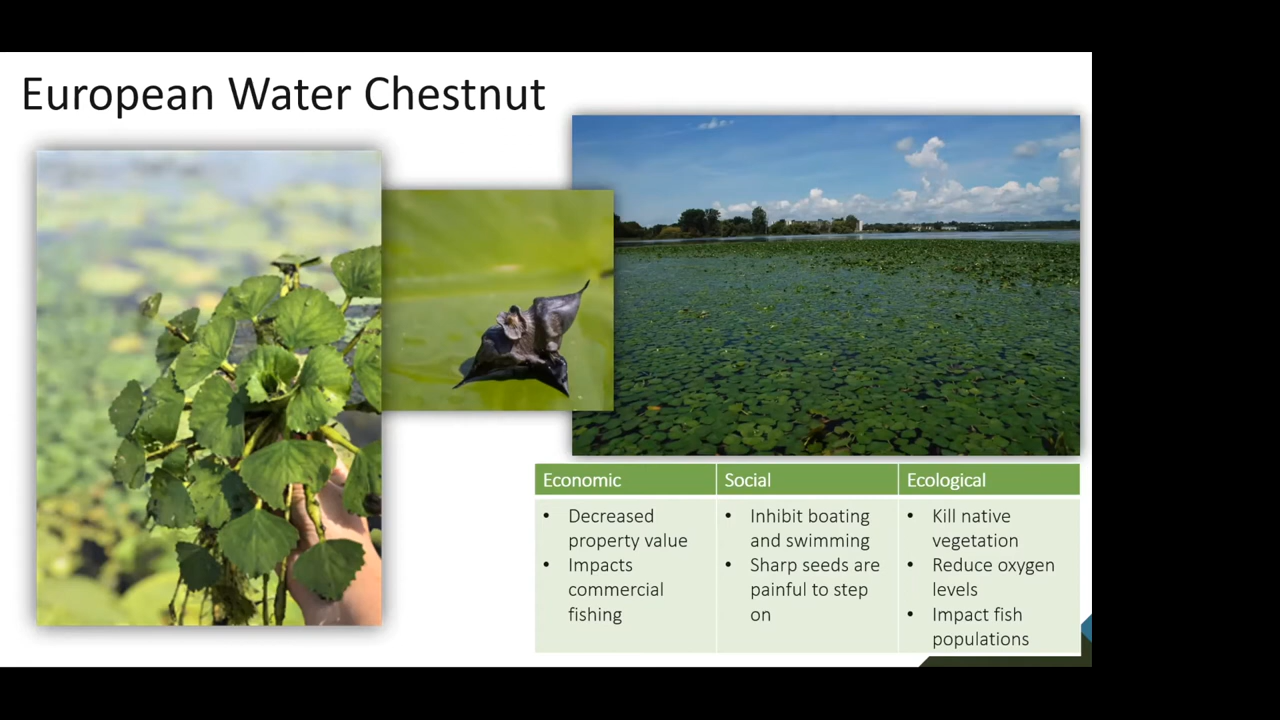 European Water Chestnut
Economic
Social
Ecological
• Decreased
property value
• Impacts
commercial
fishing
• Inhibit boating
and swimming
• Sharp seeds are
painful to step
on
• Kill native
vegetation
• Reduce oxygen
levels
• Impact fish
populations